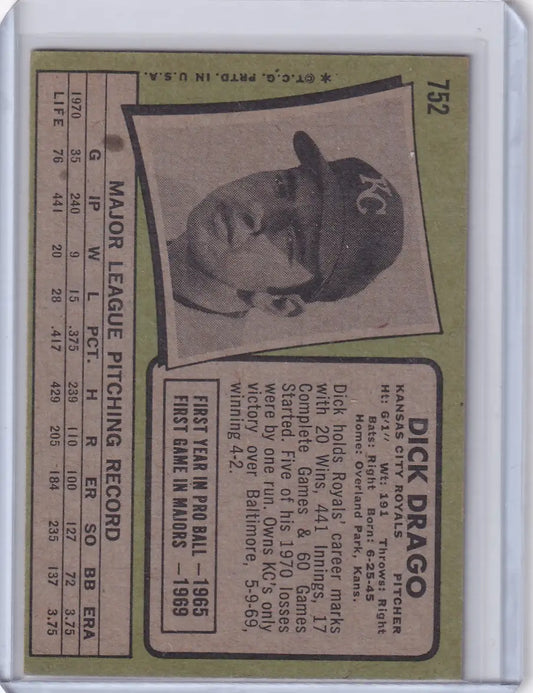 752
*©T.C.G. PRTD. IN U.S.A.
KC
DICK DRAGO
KANSAS CITY ROYALS PITCHER
Ht: 6'1" Wt: 191 Throws: Right
Bats: Right Born: 6-25-45
Home: Overland Park, Kans.
Dick holds Royals' career marks
with 20 Wins, 441 Innings, 17
Complete Games & 60 Games
Started. Five of his 1970 losses
were by one run. Owns KC's only
victory over Baltimore, 5-9-69,
winning 4-2.
FIRST YEAR IN PRO BALL —1965
FIRST GAME IN MAJORS —1969
MAJOR LEAGUE PITCHING RECORD
G IP W L PCT. H R ER SO BB ERA
1970 35 240 9 15 .375 239 110 100 127 72 3.75
LIFE 76 441 20 28 .417 429 205 184 235 137 3.75